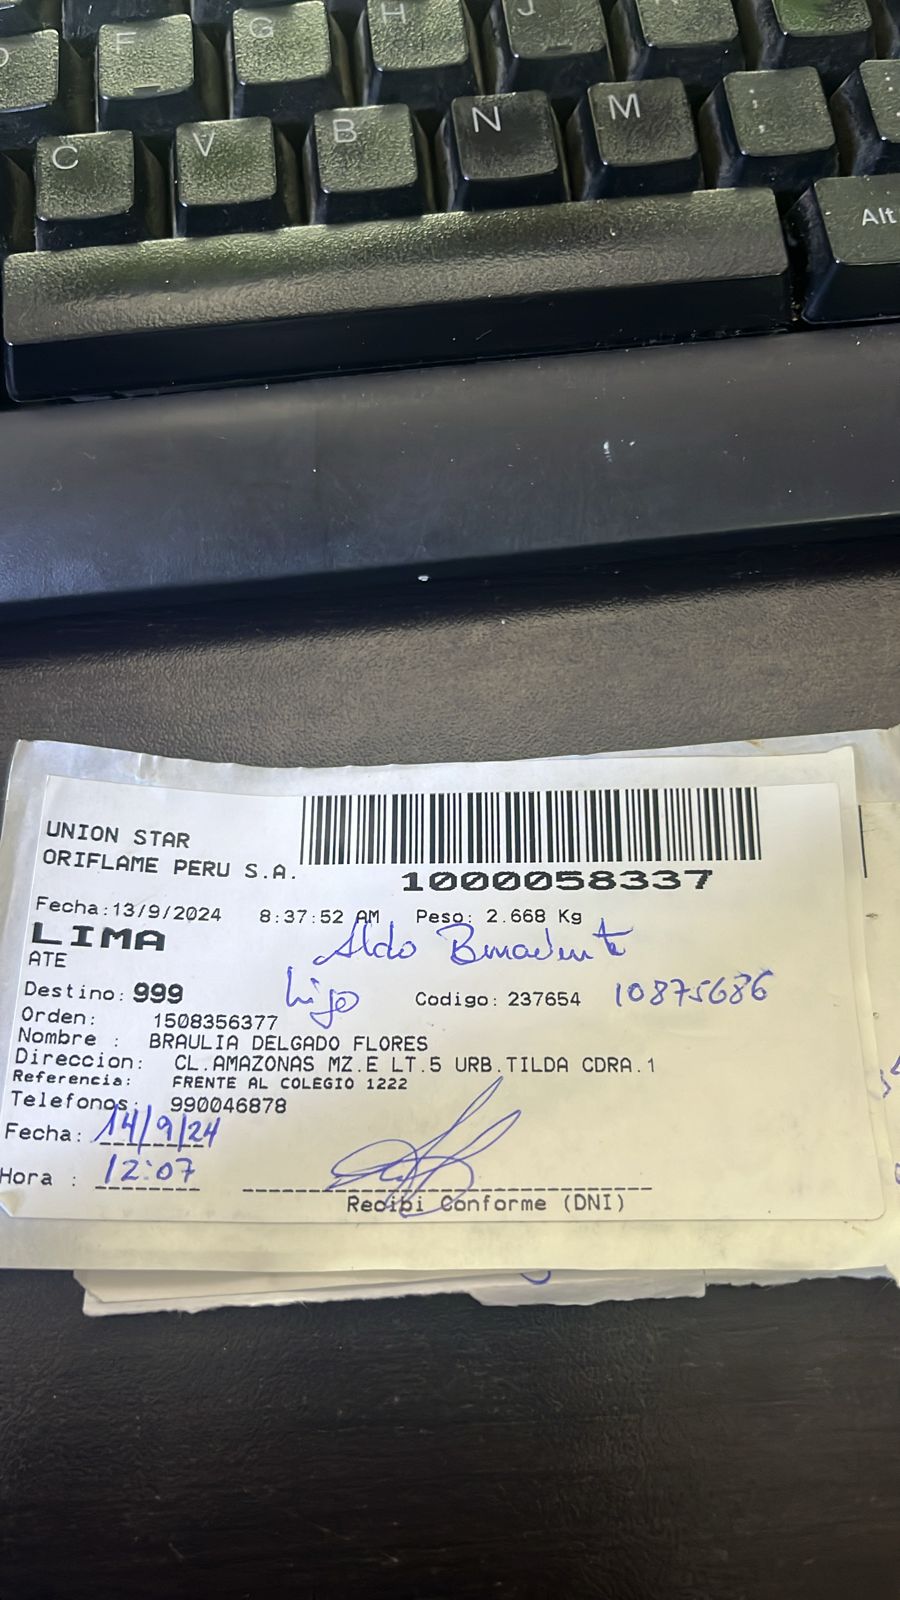 F G H J
C V B N M
Alt
UNION STAR
ORIFLAME PERU S.A.
1000058337
Fecha:13/9/2024 8:37:52 AM Peso: 2.668 Kg
LIMA
Aldo Benavente
ATE
Destino: 999
hijo
Codigo: 237654 10875686
Orden: 1508356377
Nombre : BRAULIA DELGADO FLORES
Direccion: CL.AMAZONAS MZ.E LT.5 URB.TILDA CDRA.1
Referencia: FRENTE AL COLEGIO 1222
Telefonos: 990046878
Fecha: 14/9/24
Hora : 12:07
Recibi Conforme (DNI)